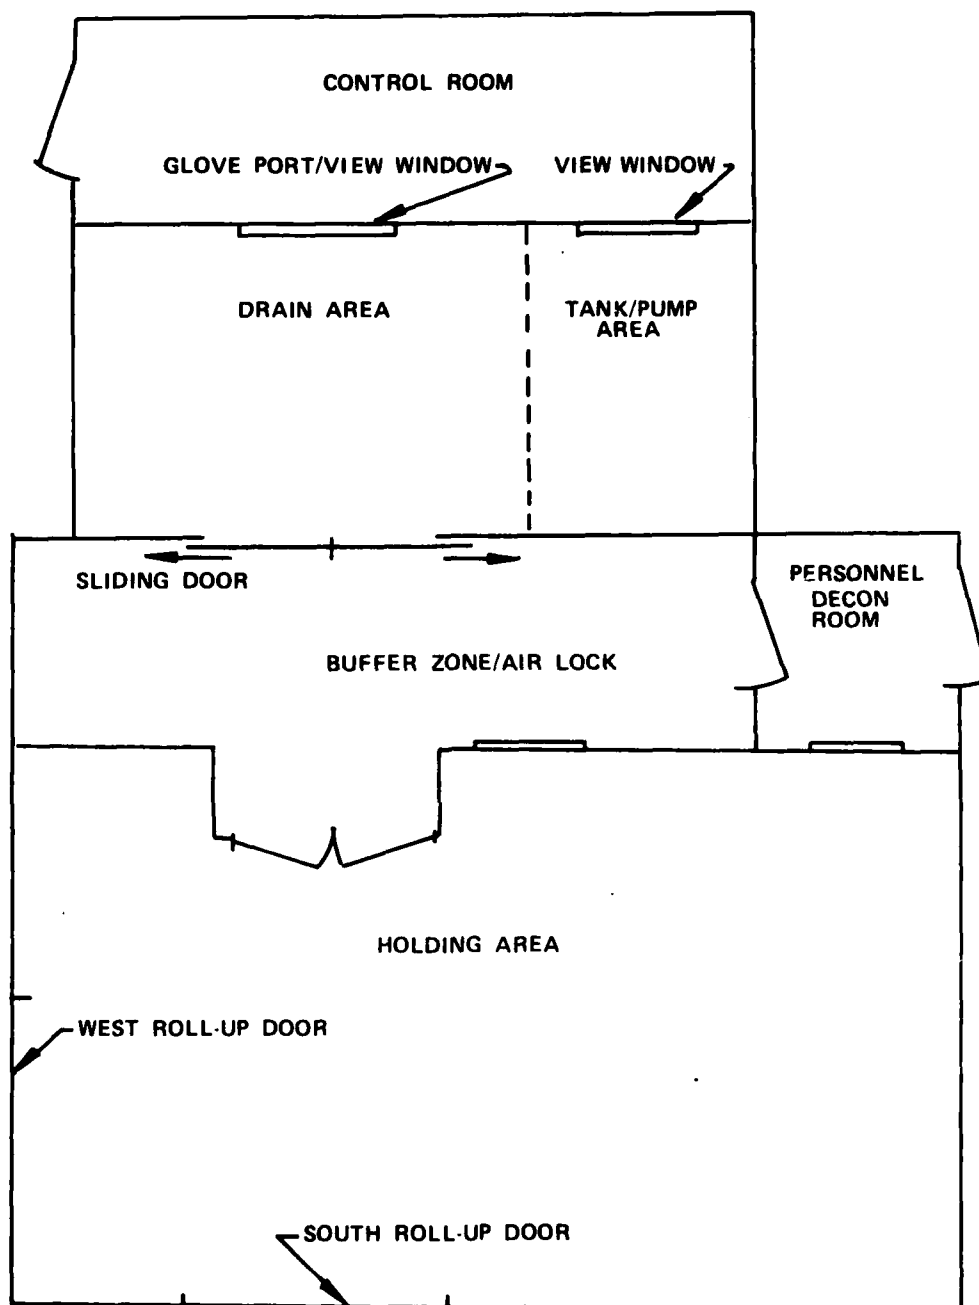 CONTROL ROOM
GLOVE PORT/VIEW WINDOW
VIEW WINDOW
DRAIN AREA
TANK/PUMP
AREA
SLIDING DOOR
PERSONNEL
DECON
ROOM
BUFFER ZONE/AIR LOCK
HOLDING AREA
WEST ROLL-UP DOOR
SOUTH ROLL-UP DOOR